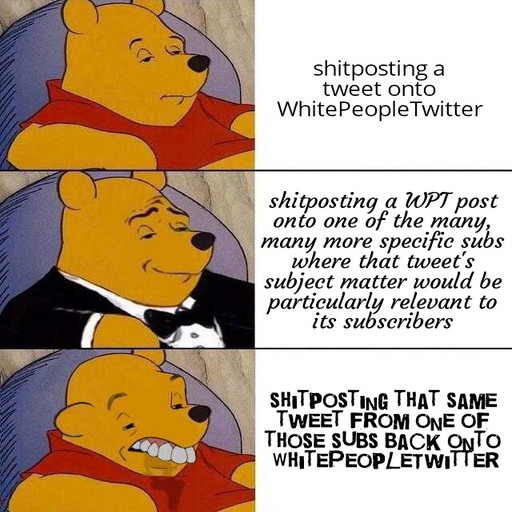 shitposting a
tweet onto
WhitePeopleTwitter
shitposting a WPT post
onto one of the many,
many more specific subs
where that tweet's
subject matter would be
particularly relevant to
its subscribers
SHITPOSTING THAT SAME
TWEET FROM ONE OF
THOSE SUBS BACK ONTO
WHITEPEOPLETWITTER